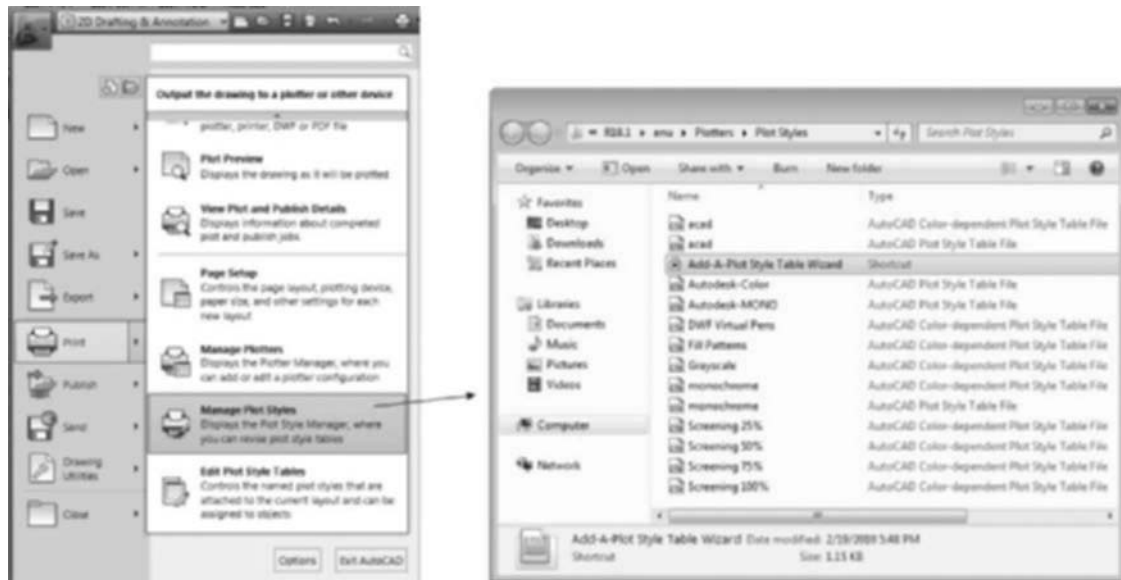 2D Drafting & Annotation
Output the drawing to a plotter or other device
plotter, printer, DWF or PDF file
New
Plot Preview
Displays the drawing as it will be plotted
Open
View Plot and Publish Details
Displays information about completed
plot and publish jobs
Save
Save As
Page Setup
Controls the page layout, plotting device,
paper size, and other settings for each
new layout
Export
Print
Manage Plotters
Displays the Plotter Manager, where you
can add or edit a plotter configuration
Publish
Manage Plot Styles
Displays the Plot Style Manager, where
you can revise plot style tables
Send
Drawing
Utilities
Edit Plot Style Tables
Controls the named plot styles that are
attached to the current layout and can be
assigned to objects
Close
Options
Exit AutoCAD
R18.1 enu Plotters Plot Styles
Search Plot Styles
Organize Open Share with Burn New folder
Favorites
Desktop
Downloads
Recent Places
Libraries
Documents
Music
Pictures
Videos
Computer
Network
Name Type
acad AutoCAD Color-dependent Plot Style Table File
acad AutoCAD Plot Style Table File
Add-A-Plot Style Table Wizard Shortcut
Autodesk-Color AutoCAD Plot Style Table File
Autodesk-MONO AutoCAD Plot Style Table File
DWF Virtual Pens AutoCAD Color-dependent Plot Style Table File
Fill Patterns AutoCAD Color-dependent Plot Style Table File
Grayscale AutoCAD Color-dependent Plot Style Table File
monochrome AutoCAD Color-dependent Plot Style Table File
monochrome AutoCAD Plot Style Table File
Screening 25% AutoCAD Color-dependent Plot Style Table File
Screening 50% AutoCAD Color-dependent Plot Style Table File
Screening 75% AutoCAD Color-dependent Plot Style Table File
Screening 100% AutoCAD Color-dependent Plot Style Table File
Add-A-Plot Style Table Wizard Date modified: 5:48 PM
Shortcut Size: 1.15 KB